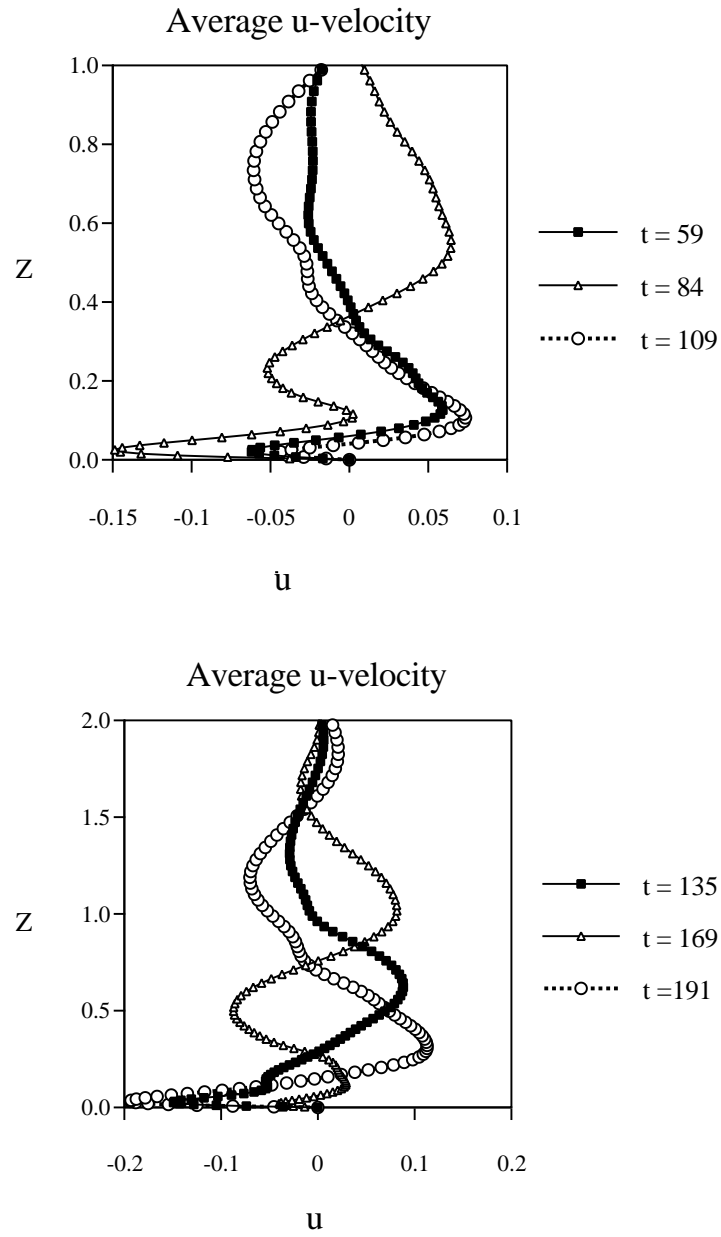 Average u-velocity
1.0
0.8
0.6
0.4
0.2
0.0
Z
-0.15 -0.1 -0.05 0 0.05 0.1
u
t = 59
t = 84
t = 109
Average u-velocity
2.0
1.5
1.0
0.5
0.0
Z
-0.2 -0.1 0 0.1 0.2
u
t = 135
t = 169
t =191